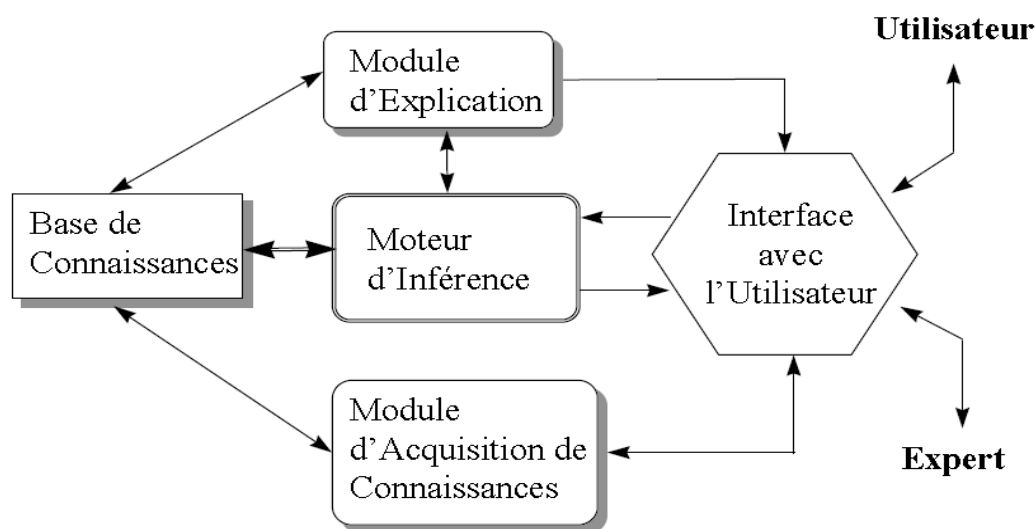 Utilisateur
Module
d’Explication
Base de
Connaissances
Moteur
d’Inférence
Interface
avec
l’Utilisateur
Module
d’Acquisition de
Connaissances
Expert